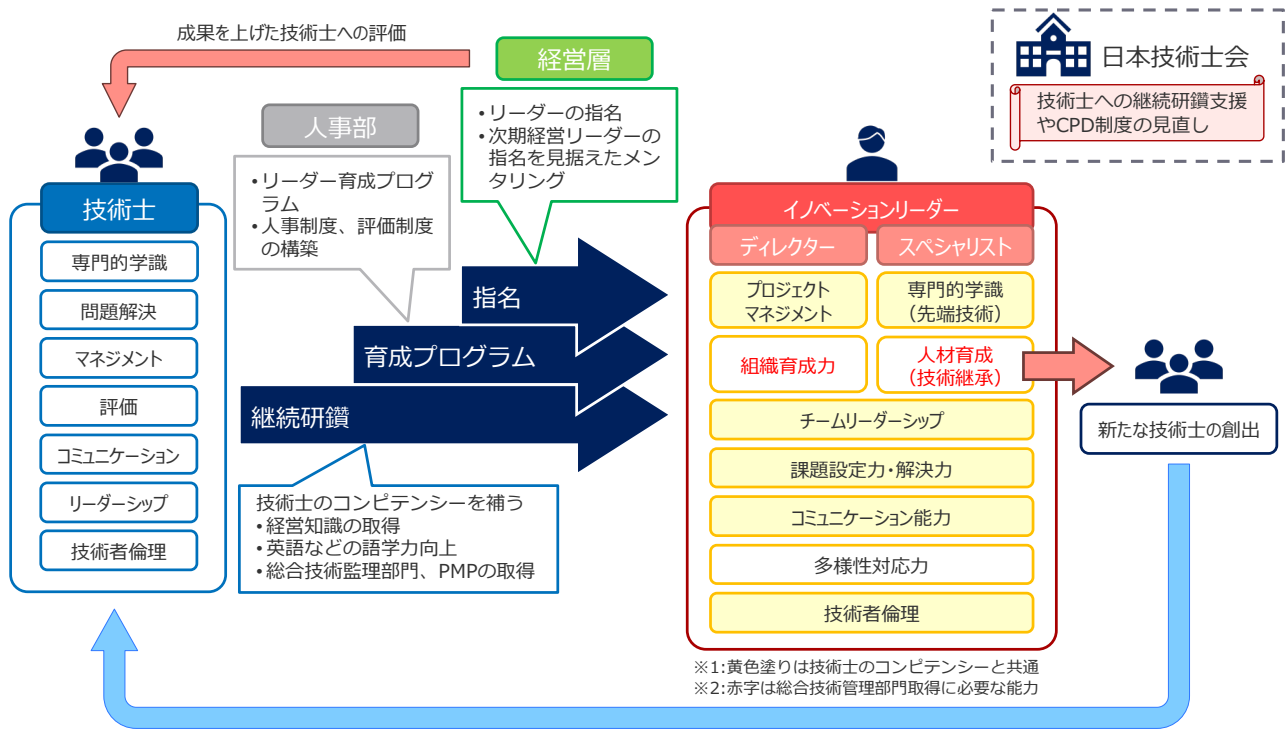 成果を上げた技術士への評価
経営層
・リーダーの指名
・次期経営リーダーの
指名を見据えたメン
タリング
人事部
・リーダー育成プログ
ラム
・人事制度、評価制度
の構築
日本技術士会
技術士への継続研鑽支援
やCPD制度の見直し
技術士
専門的学識
問題解決
マネジメント
評価
コミュニケーション
リーダーシップ
技術者倫理
指名
育成プログラム
継続研鑽
技術士のコンピテンシーを補う
・経営知識の取得
・英語などの語学力向上
・総合技術監理部門、PMPの取得
イノベーションリーダー
ディレクター
スペシャリスト
プロジェクト
マネジメント
専門的学識
(先端技術)
組織育成力
人材育成
(技術継承)
チームリーダーシップ
課題設定力・解決力
コミュニケーション能力
多様性対応力
技術者倫理
新たな技術士の創出
※1:黄色塗りは技術士のコンピテンシーと共通
※2:赤字は総合技術管理部門取得に必要な能力